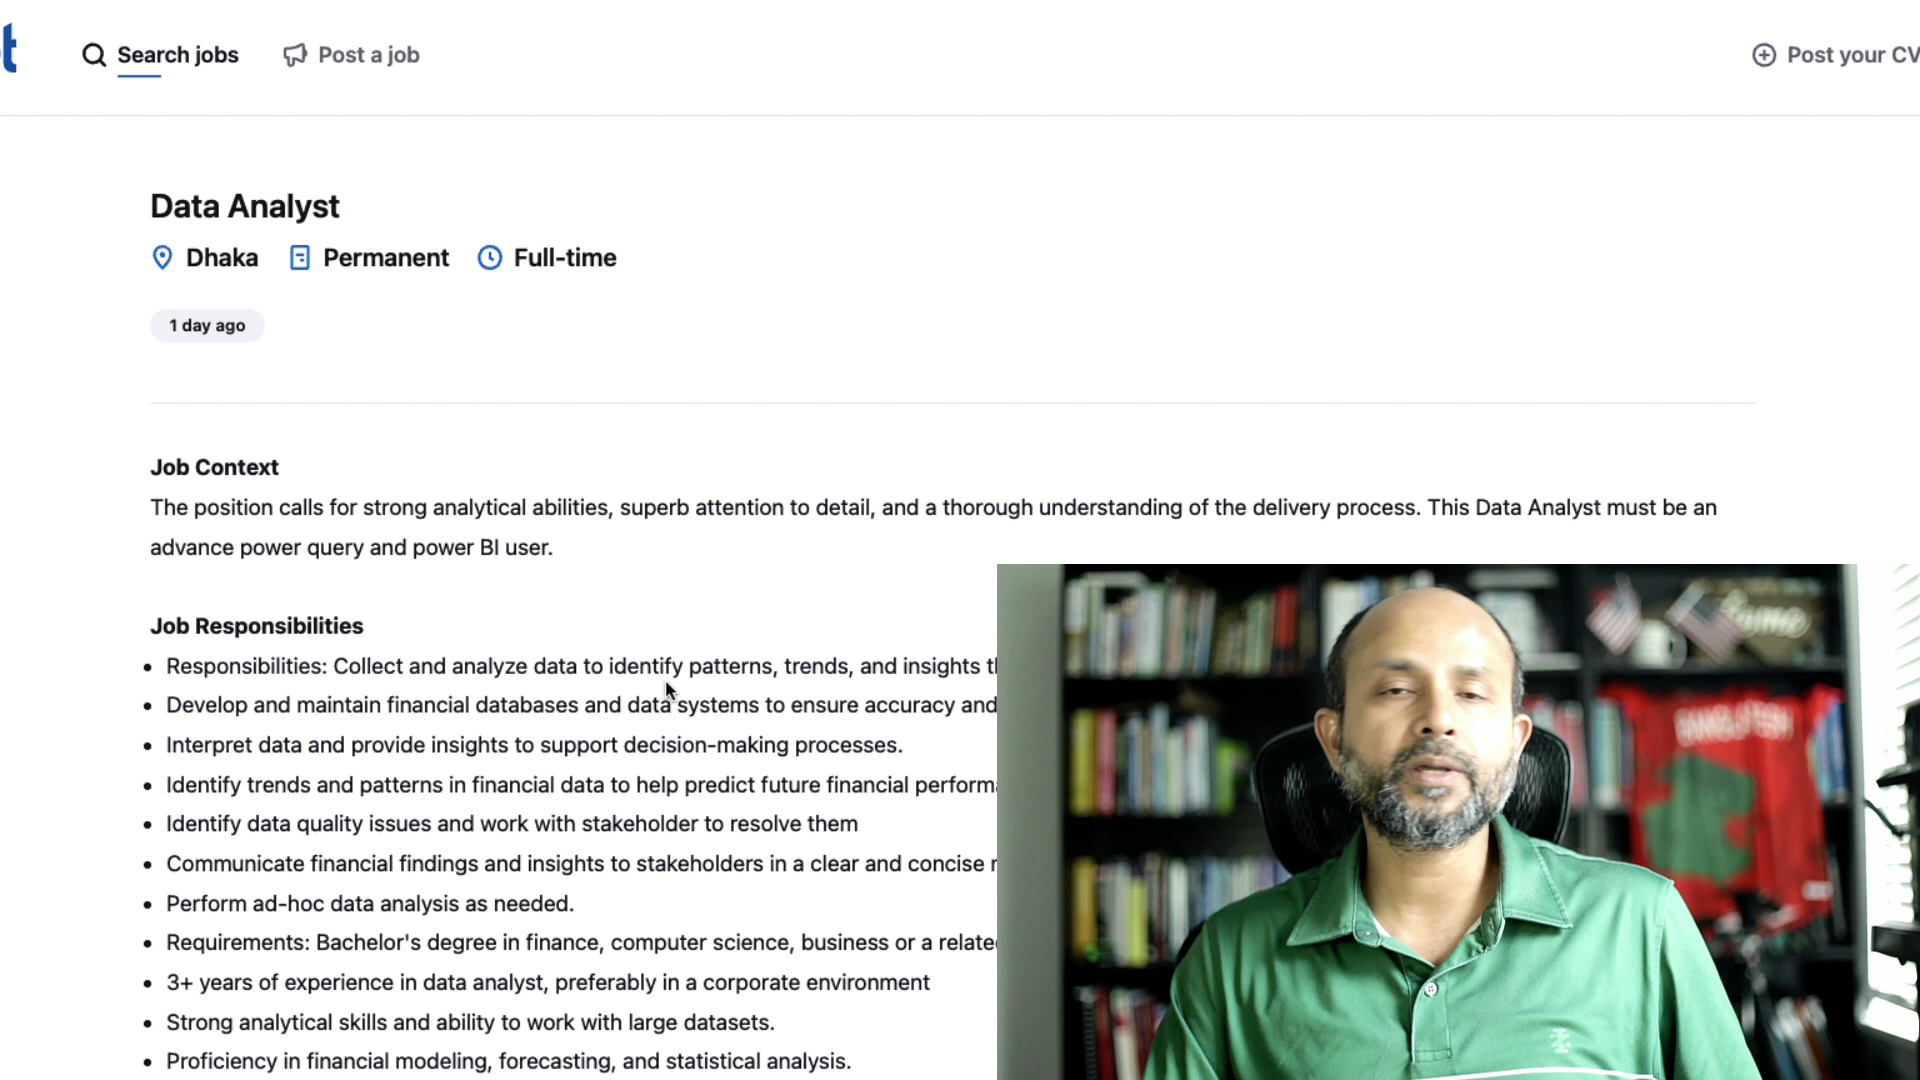 t
Search jobs
Post a job
Post your CV
Data Analyst
Dhaka
Permanent
Full-time
1 day ago
Job Context
The position calls for strong analytical abilities, superb attention to detail, and a thorough understanding of the delivery process. This Data Analyst must be an
advance power query and power BI user.
Job Responsibilities
• Responsibilities: Collect and analyze data to identify patterns, trends, and insights
• Develop and maintain financial databases and data systems to ensure accuracy and
• Interpret data and provide insights to support decision-making processes.
• Identify trends and patterns in financial data to help predict future financial
• Identify data quality issues and work with stakeholder to resolve them
• Communicate financial findings and insights to stakeholders in a clear and concise
• Perform ad-hoc data analysis as needed.
• Requirements: Bachelor's degree in finance, computer science, business or a
• 3+ years of experience in data analyst, preferably in a corporate environment
• Strong analytical skills and ability to work with large datasets.
• Proficiency in financial modeling, forecasting, and statistical analysis.